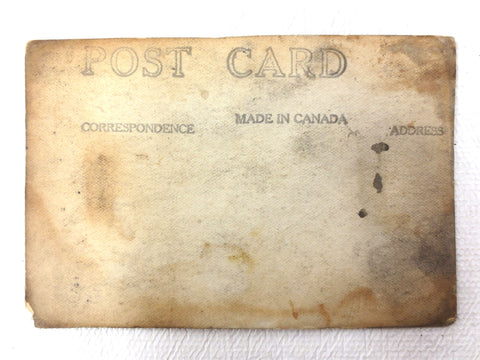 POST CARD
MADE IN CANADA
CORRESPONDENCE ADDRESS